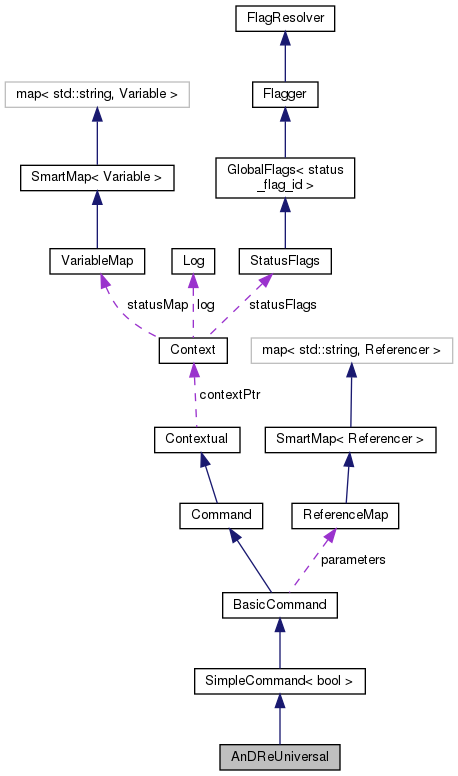 FlagResolver
map< std::string, Variable >
Flagger
SmartMap< Variable >
GlobalFlags< status
_flag_id >
VariableMap
Log
StatusFlags
statusMap
log
statusFlags
Context
map< std::string, Referencer >
contextPtr
Contextual
SmartMap< Referencer >
Command
ReferenceMap
parameters
BasicCommand
SimpleCommand< bool >
AnDReUniversal